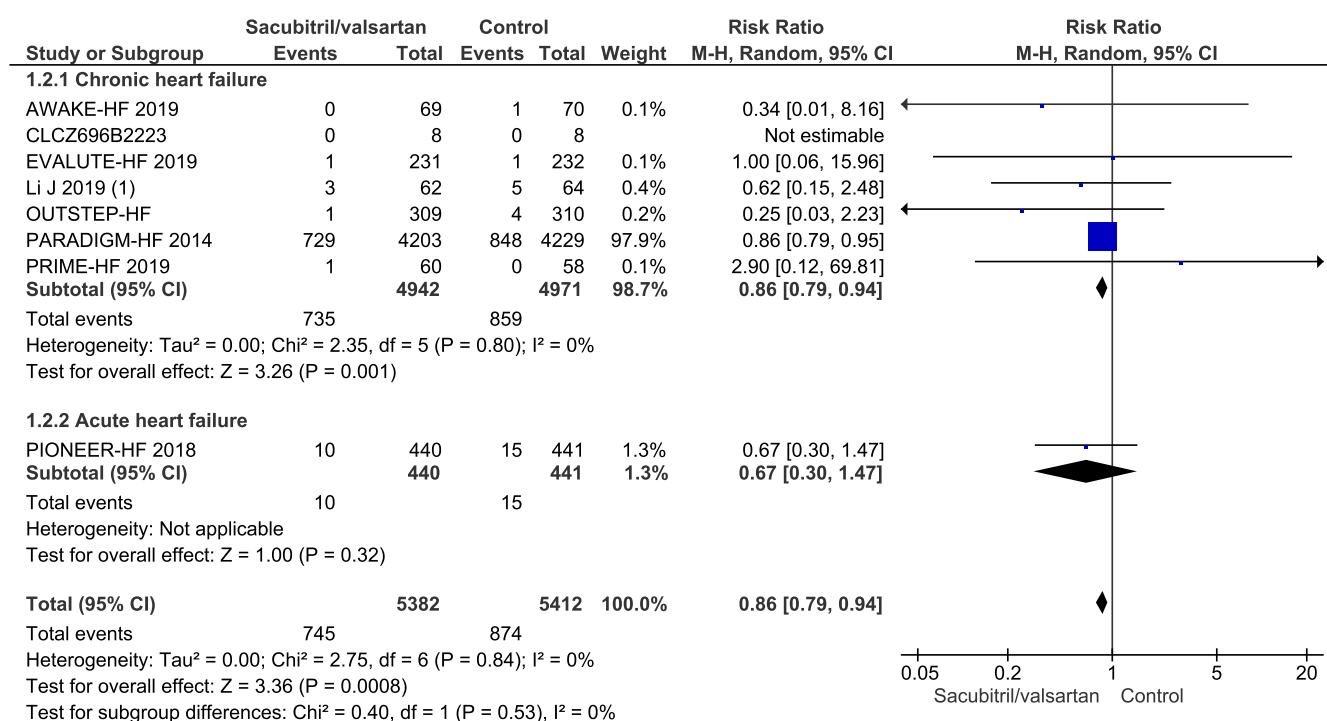 Sacubitril/valsartan Control Risk Ratio Risk Ratio
Study or Subgroup Events Total Events Total Weight M-H, Random, 95% CI M-H, Random, 95% CI
1.2.1 Chronic heart failure
AWAKE-HF 2019 0 69 1 70 0.1% 0.34 [0.01, 8.16]
CLCZ696B2223 0 8 0 8 Not estimable
EVALUTE-HF 2019 1 231 1 232 0.1% 1.00 [0.06, 15.96]
Li J 2019 (1) 3 62 5 64 0.4% 0.62 [0.15, 2.48]
OUTSTEP-HF 1 309 4 310 0.2% 0.25 [0.03, 2.23]
PARADIGM-HF 2014 729 4203 848 4229 97.9% 0.86 [0.79, 0.95]
PRIME-HF 2019 1 60 0 58 0.1% 2.90 [0.12, 69.81]
Subtotal (95% CI) 4942 4971 98.7% 0.86 [0.79, 0.94]
Total events 735 859
Heterogeneity: Tau² = 0.00; Chi² = 2.35, df = 5 (P = 0.80); I² = 0%
Test for overall effect: Z = 3.26 (P = 0.001)
1.2.2 Acute heart failure
PIONEER-HF 2018 10 440 15 441 1.3% 0.67 [0.30, 1.47]
Subtotal (95% CI) 440 441 1.3% 0.67 [0.30, 1.47]
Total events 10 15
Heterogeneity: Not applicable
Test for overall effect: Z = 1.00 (P = 0.32)
Total (95% CI) 5382 5412 100.0% 0.86 [0.79, 0.94]
Total events 745 874
Heterogeneity: Tau² = 0.00; Chi² = 2.75, df = 6 (P = 0.84); I² = 0%
Test for overall effect: Z = 3.36 (P = 0.0008)
Test for subgroup differences: Chi² = 0.40, df = 1 (P = 0.53), I² = 0%
0.05 0.2 1 5 20
Sacubitril/valsartan Control